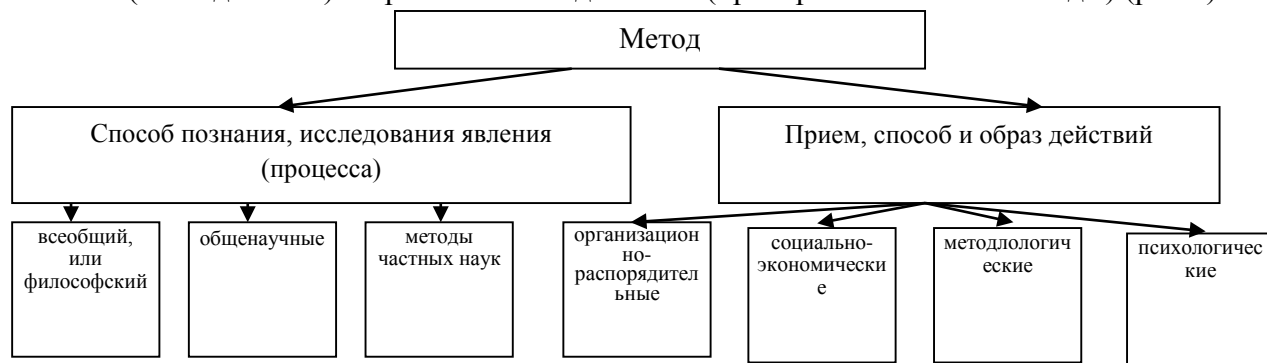 Метод
Способ познания, исследования явления
(процесса)
Прием, способ и образ действий
всеобщий,
или
философский
общенаучные
методы
частных наук
организацион
но-
распорядител
ьные
социально-
экономически
е
методлологич
еские
психологичес
кие